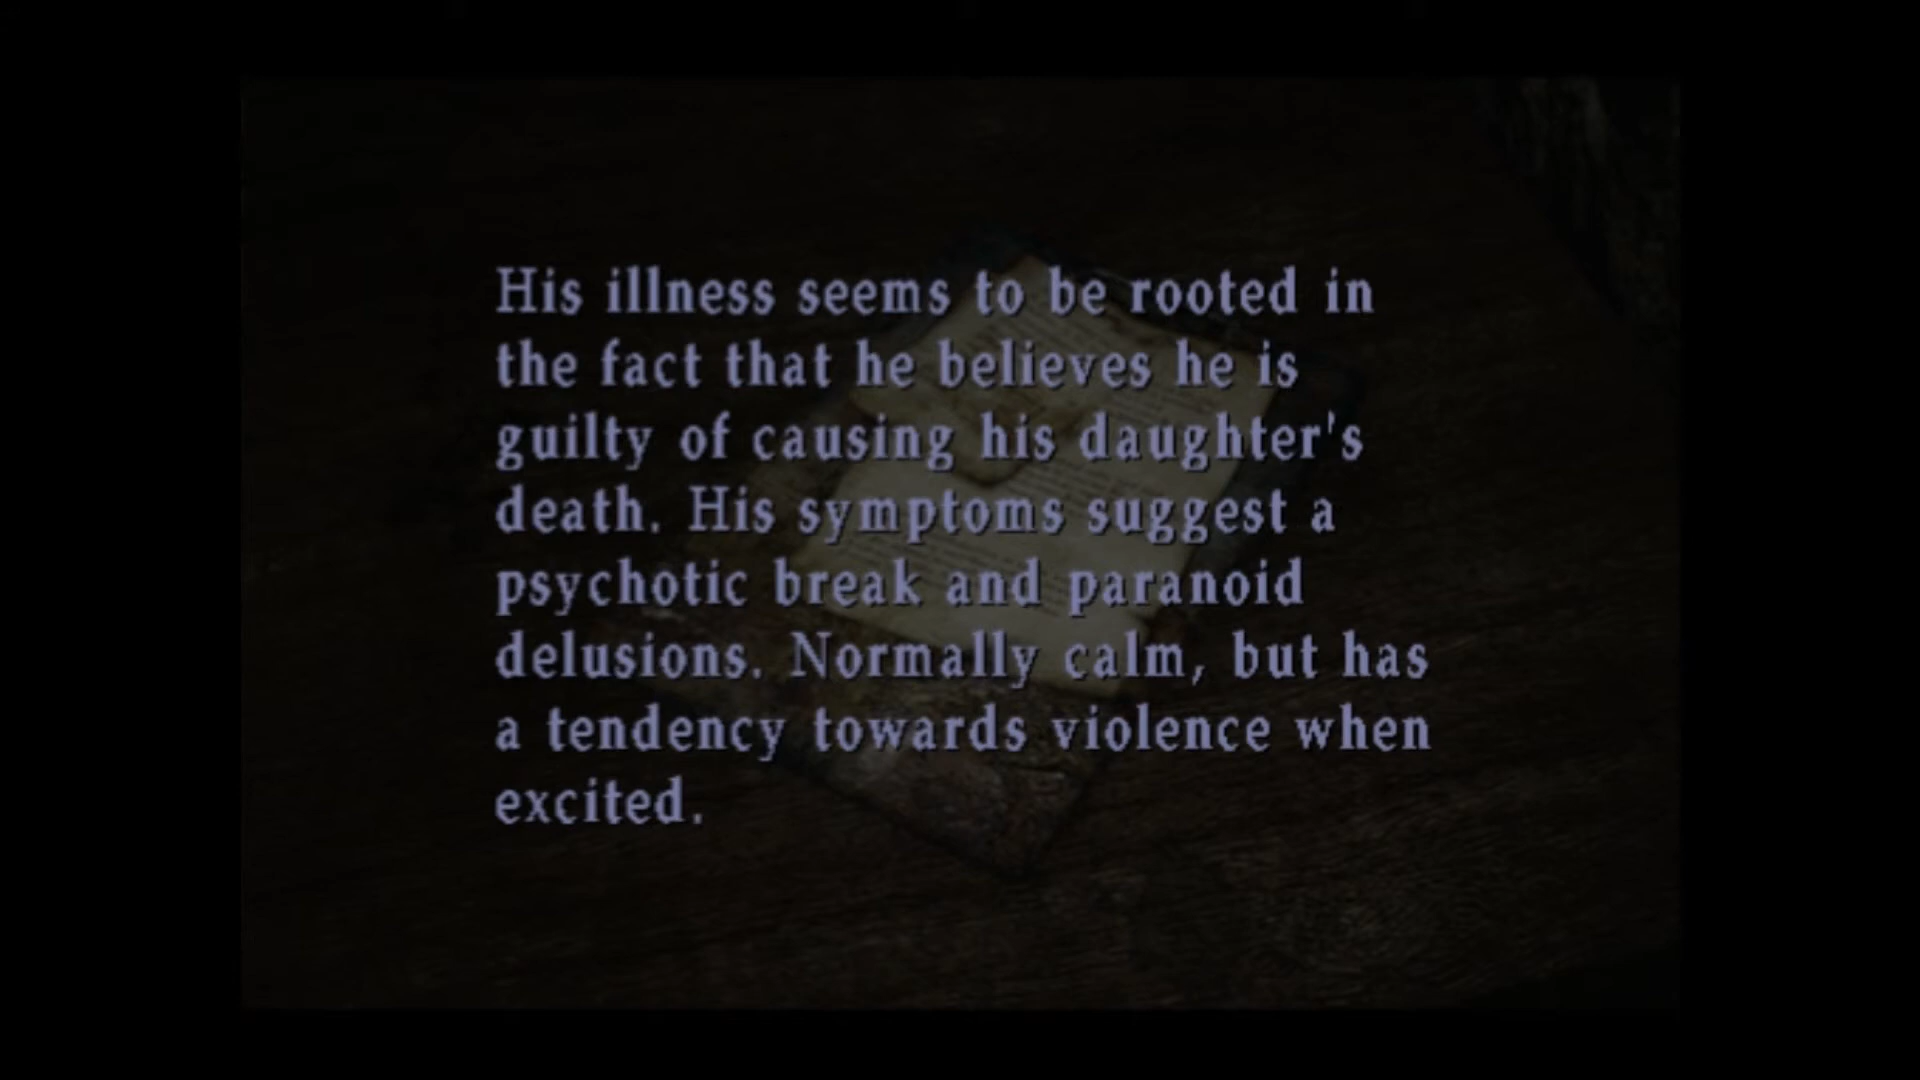 His illness seems to be rooted in
the fact that he believes he is
guilty of causing his daughter's
death. His symptoms suggest a
psychotic break and paranoid
delusions. Normally calm, but has
a tendency towards violence when
excited.